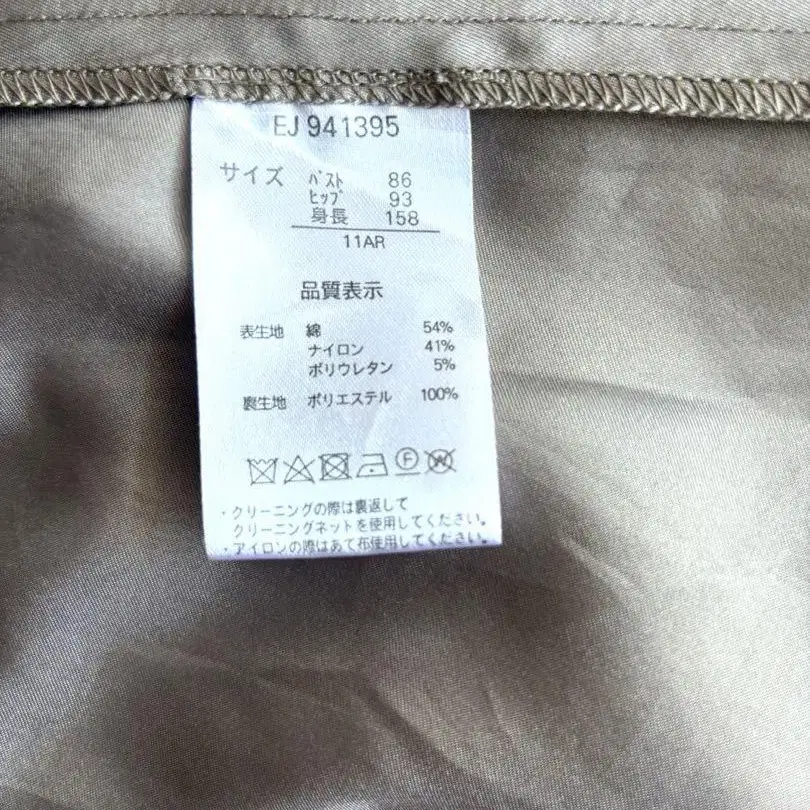 EJ 941395
サイズ ﾊﾞｽﾄ 86
ﾋｯﾌﾟ 93
身長 158
11AR
品質表示
表生地 綿 54%
ナイロン 41%
ポリウレタン 5%
裏生地 ポリエステル 100%
F W
・クリーニングの際は裏返して
クリーニングネットを使用してください。
・アイロンの際はあて布使用してください。